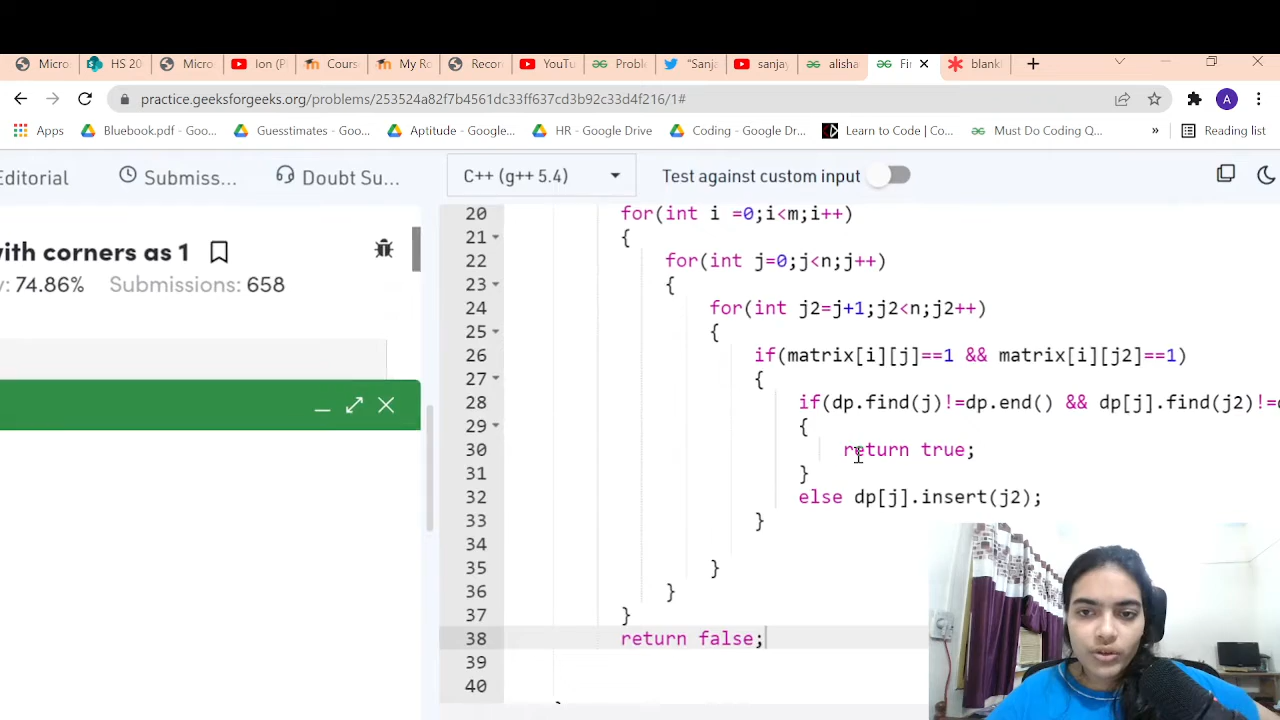 Micro
HS 20
Micro
Ion (P
Cours
My Ro
Recor
YouTu
Proble
"Sanja
sanjay
alisha
Fi
blank
practice.geeksforgeeks.org/problems/253524a82f7b4561dc33ff637cd3b92c33d4f216/1#
A
Apps
Bluebook.pdf - Goo...
Guesstimates - Goo...
Aptitude - Google...
HR - Google Drive
Coding - Google Dr...
Learn to Code | Co...
Must Do Coding Q...
»
Reading list
Editorial
Submiss...
Doubt Su...
C++ (g++ 5.4)
Test against custom input
with corners as 1
y: 74.86% Submissions: 658
20 for(int i =0;i<m;i++)
21 {
22 for(int j=0;j<n;j++)
23 {
24 for(int j2=j+1;j2<n;j2++)
25 {
26 if(matrix[i][j]==1 && matrix[i][j2]==1)
27 {
28 if(dp.find(j)!=dp.end() && dp[j].find(j2)!=d
29 {
30 return true;
31 }
32 else dp[j].insert(j2);
33 }
34
35 }
36 }
37 }
38 return false;
39
40